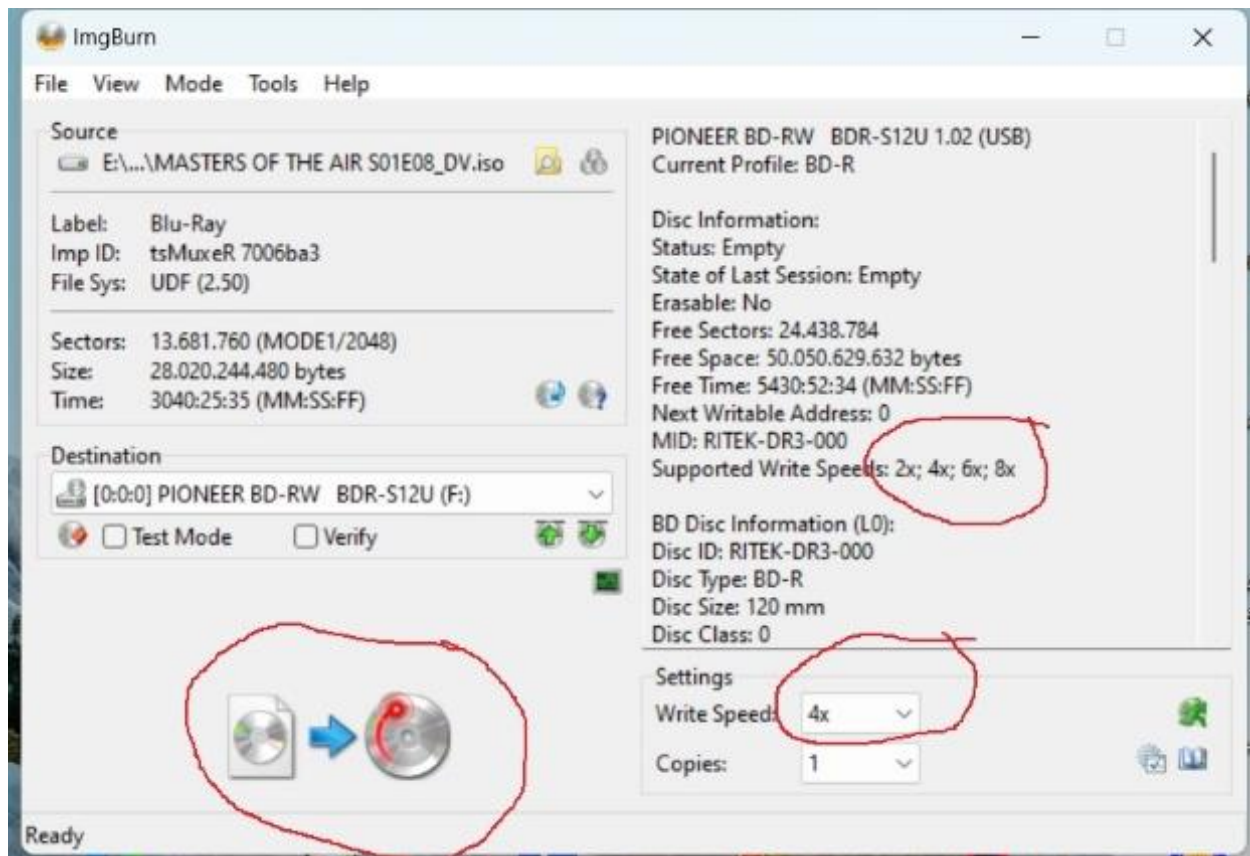 ImgBurn
File View Mode Tools Help
Source
E:\...\MASTERS OF THE AIR S01E08_DV.iso
Label: Blu-Ray
Imp ID: tsMuxeR 7006ba3
File Sys: UDF (2.50)
Sectors: 13.681.760 (MODE1/2048)
Size: 28.020.244.480 bytes
Time: 3040:25:35 (MM:SS:FF)
Destination
[0:0:0] PIONEER BD-RW BDR-S12U (F:)
Test Mode Verify
PIONEER BD-RW BDR-S12U 1.02 (USB)
Current Profile: BD-R
Disc Information:
Status: Empty
State of Last Session: Empty
Erasable: No
Free Sectors: 24.438.784
Free Space: 50.050.629.632 bytes
Free Time: 5430:52:34 (MM:SS:FF)
Next Writable Address: 0
MID: RITEK-DR3-000
Supported Write Speeds: 2x; 4x; 6x; 8x
BD Disc Information (L0):
Disc ID: RITEK-DR3-000
Disc Type: BD-R
Disc Size: 120 mm
Disc Class: 0
Settings
Write Speed: 4x
Copies: 1
Ready